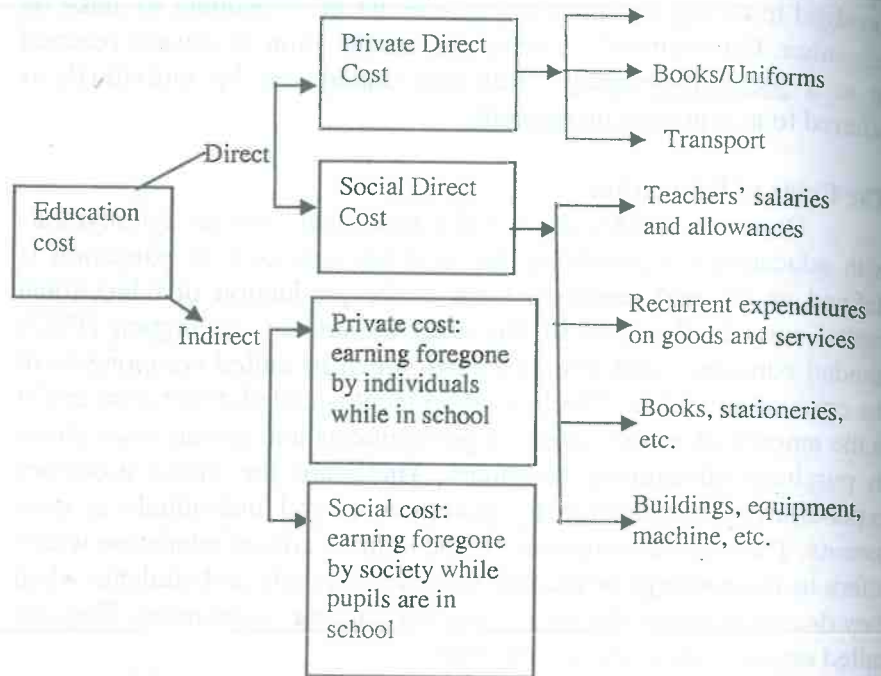 Private Direct
Cost
Books/Uniforms
Transport
Direct
Social Direct
Cost
Education
cost
Teachers' salaries
and allowances
Indirect
Private cost:
earning foregone
by individuals
while in school
Recurrent expenditures
on goods and services
Books, stationeries,
etc.
Social cost:
earning foregone
by society while
pupils are in
school
Buildings, equipment,
machine, etc.